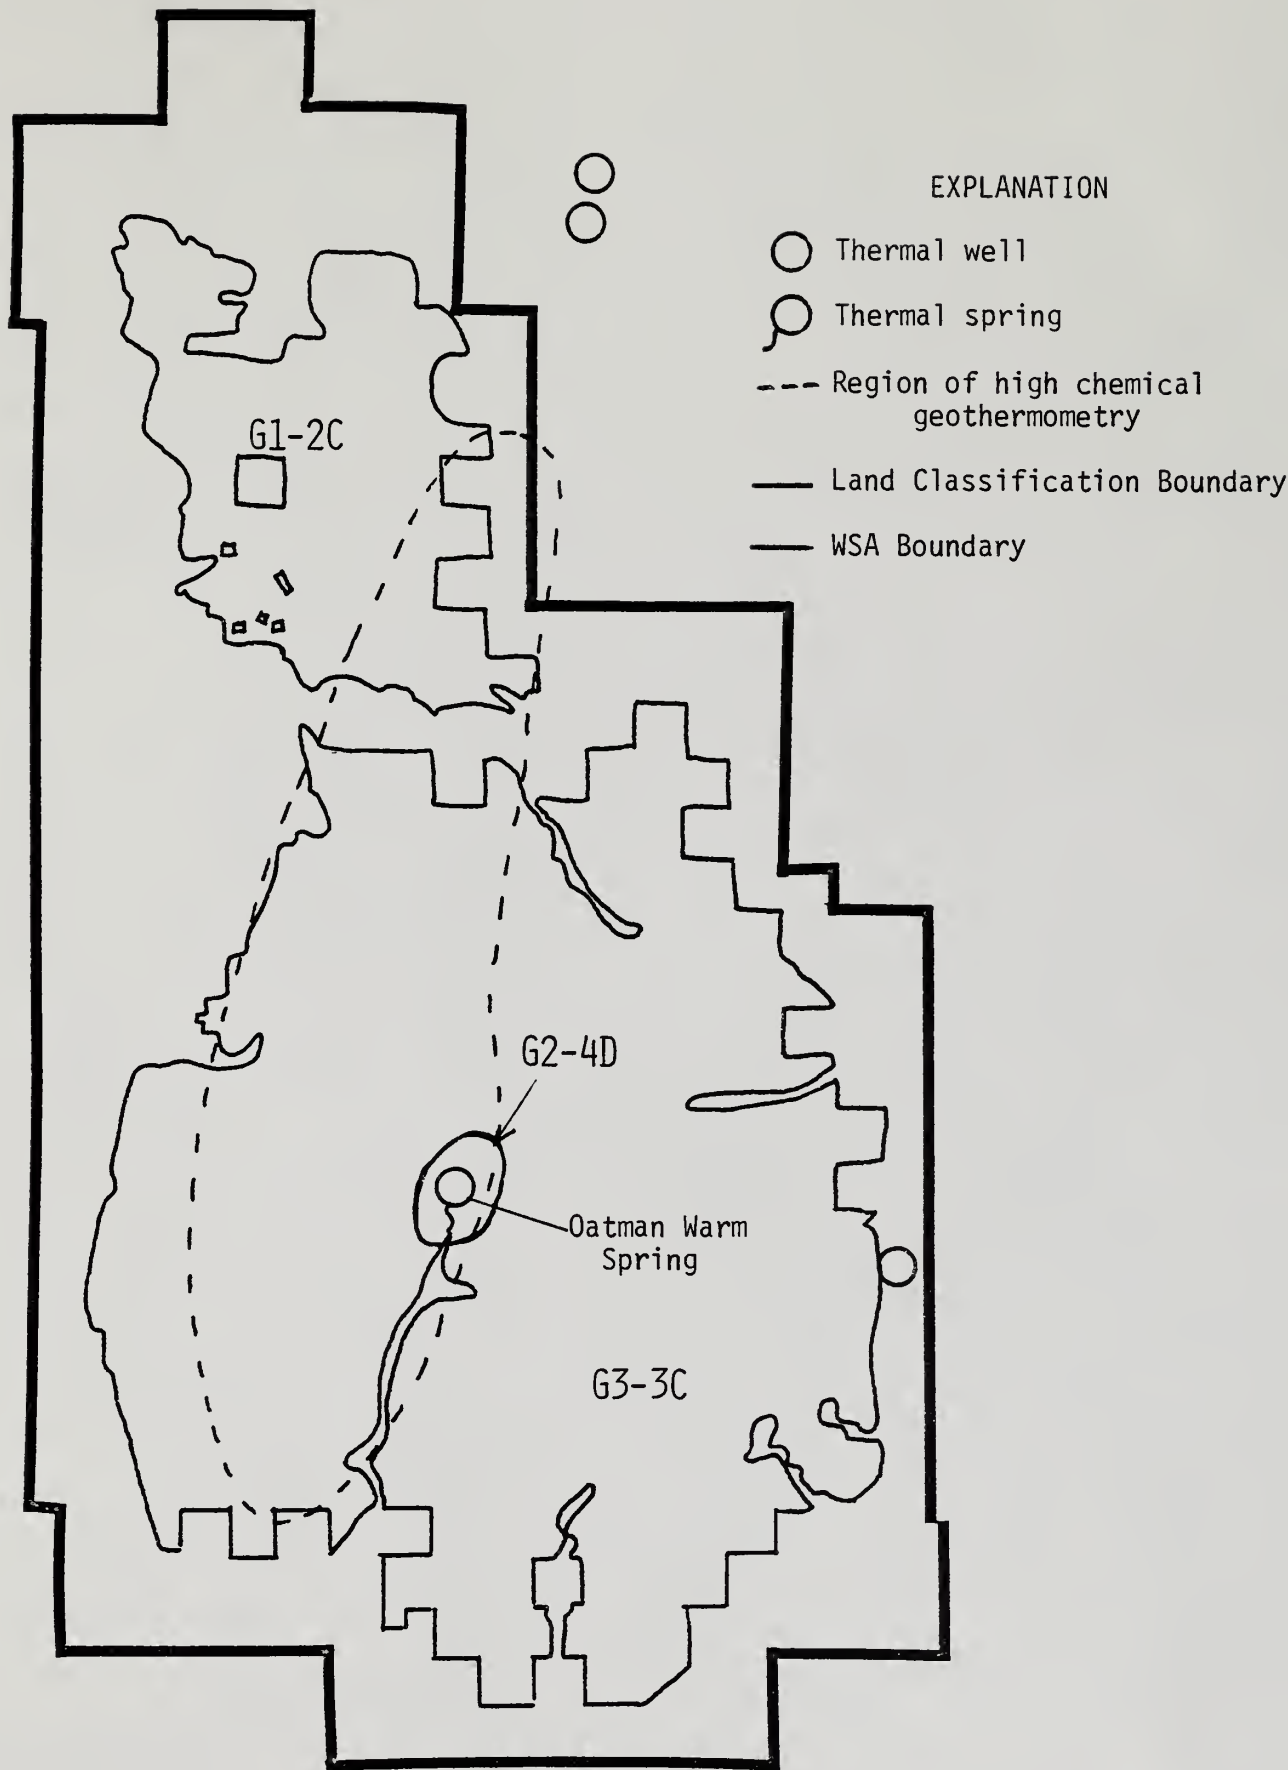 EXPLANATION
Thermal well
Thermal spring
Region of high chemical
geothermometry
Land Classification Boundary
WSA Boundary
G1-2C
G2-4D
Oatman Warm
Spring
G3-3C